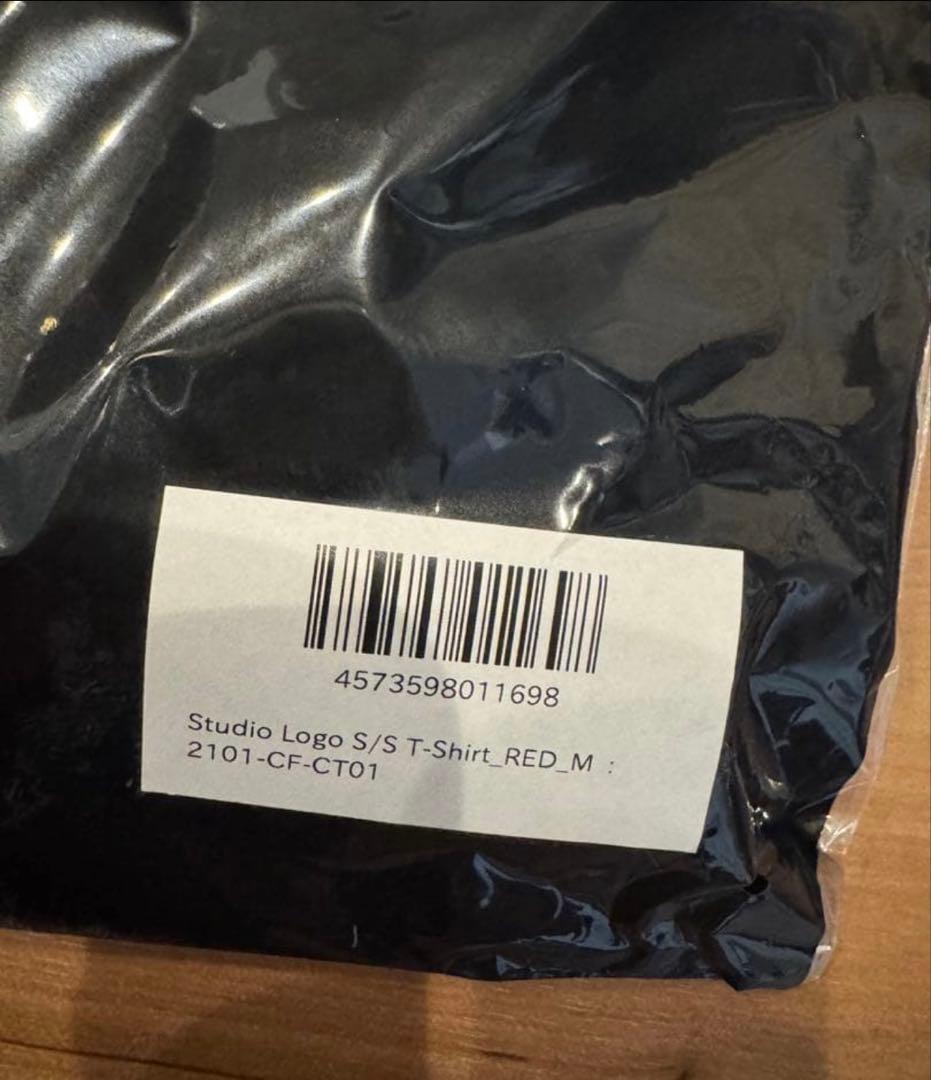 4573598011698
Studio Logo S/S T-Shirt_RED_M :
2101-CF-CT01